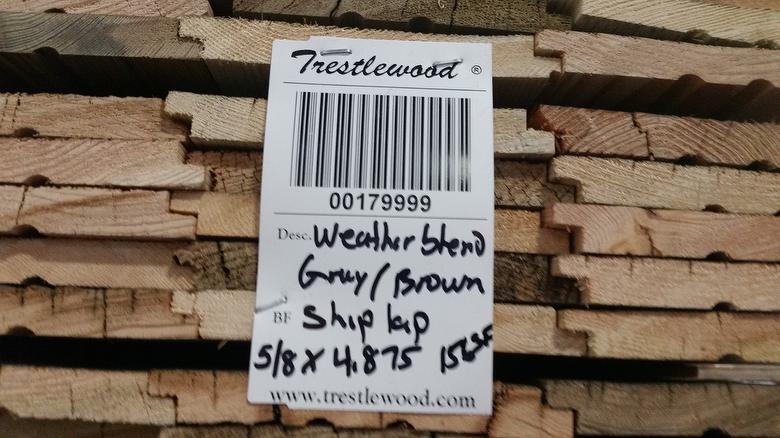 Trestlewood ®
00179999
Desc. Weather blend
Gray / Brown
BF Ship lap
5/8 X 4.875
www.trestlewood.com